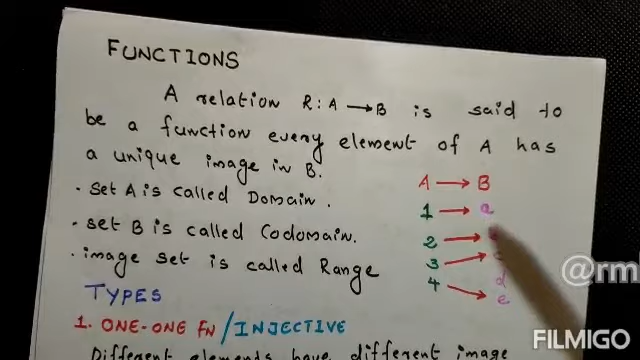 FUNCTIONS
A relation R: A → B is said to
be a function every element of A has
a unique image in B.
. Set A is called Domain.
. Set B is called Codomain.
. image set is called Range
A → B
1 → a
2 →
3 → c
4 → e
d
TYPES
1. ONE-ONE FN / INJECTIVE
Different elements have different image
@rm
FILMIGO